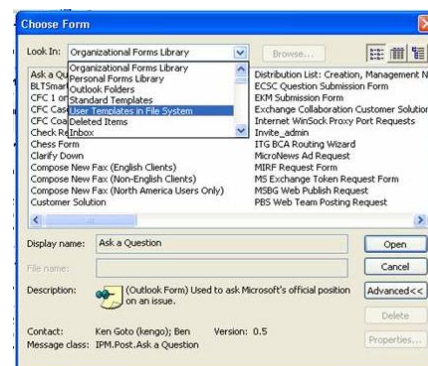 Choose Form
Look In: Organizational Forms Library
Browse...
Organizational Forms Library
Personal Forms Library
Outlook Folders
Standard Templates
User Templates in File System
Deleted Items
Inbox
Ask a Qu
BLTSmar
CFC 1 or
CFC Cas
CFC Coa
Check Re
Chess Form
Clarify Down
Compose New Fax (English Clients)
Compose New Fax (Non-English Clients)
Compose New Fax (North America Users Only)
Customer Solution
Distribution List: Creation, Management N
ECSC Question Submission Form
EKM Submission Form
Exchange Collaboration Customer Solution
Internet WinSock Proxy Port Requests
Invite_admin
ITG BCA Routing Wizard
MicroNews Ad Request
MIRF Request Form
MS Exchange Token Request Form
MSBG Web Publish Request
PBS Web Team Posting Request
Display name: Ask a Question
Open
File name:
Cancel
Description: (Outlook Form) Used to ask Microsoft's official position
on an issue.
Advanced<<
Delete
Contact: Ken Goto (kengo); Ben Version: 0.5
Properties...
Message class: IPM.Post.Ask a Question